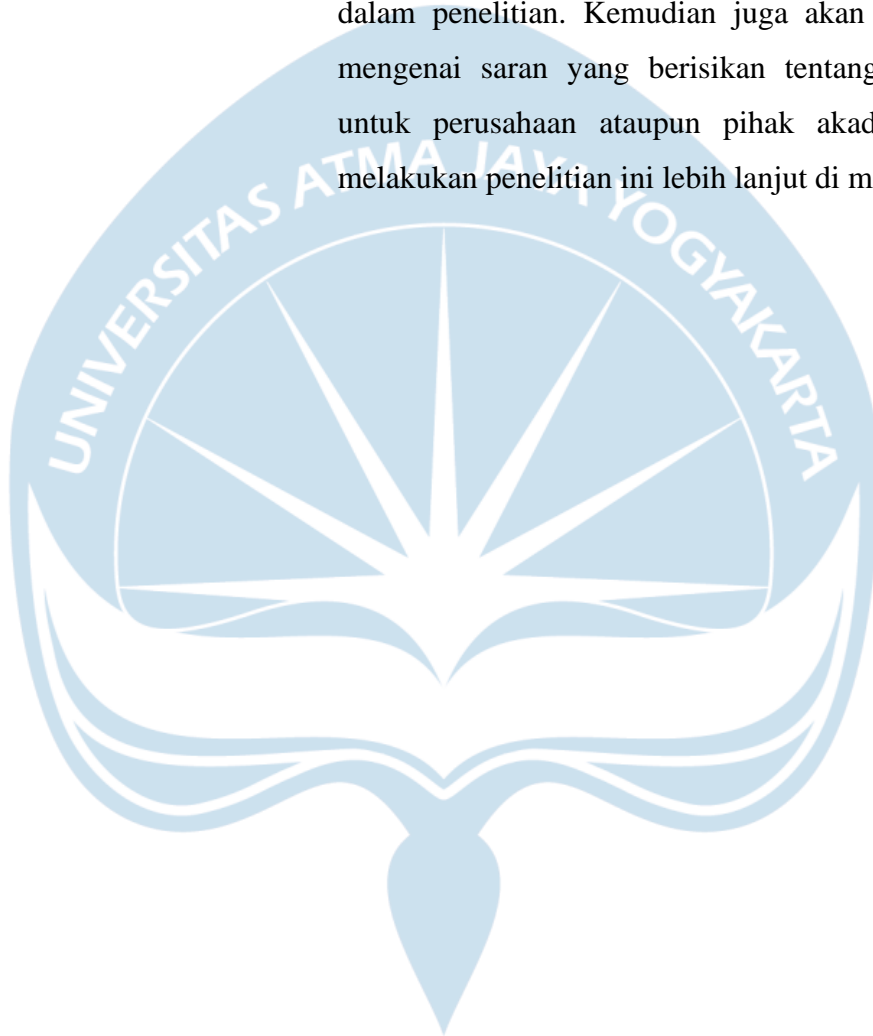 dalam penelitian. Kemudian juga akan
mengenai saran yang berisikan tentang
untuk perusahaan ataupun pihak
melakukan penelitian ini lebih lanjut di
UNIVERSITAS ATMA JAYA YOGYAKARTA